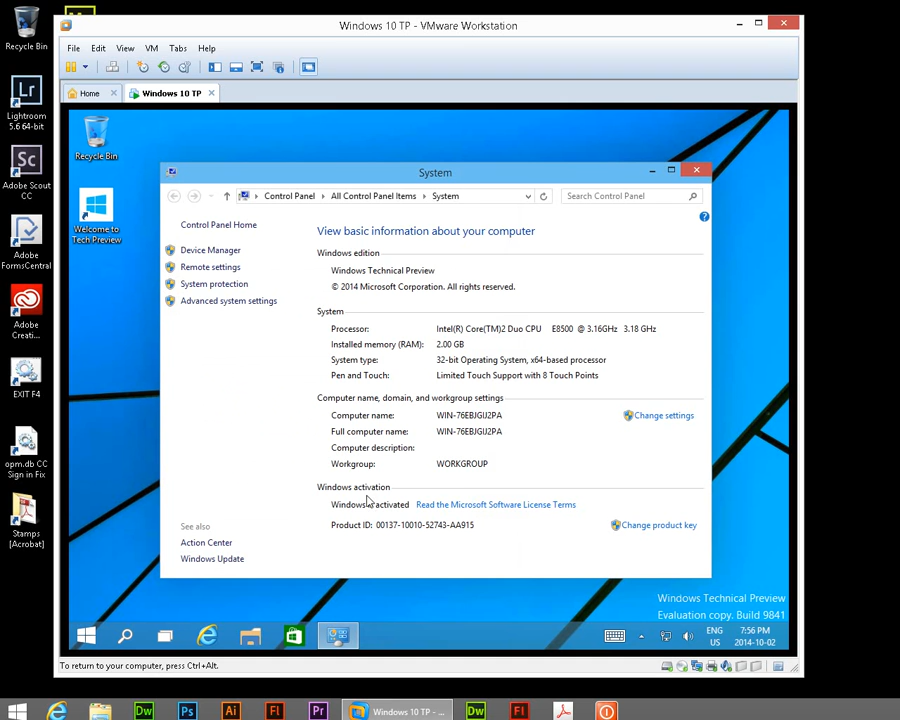 Windows 10 TP - VMware Workstation
File Edit View VM Tabs Help
Home
Windows 10 TP
Recycle Bin
Lr
Lightroom
5.6 64-bit
Sc
Adobe Scout
CC
Adobe
FormsCentral
Adobe
Creati...
EXIT F4
opm.db CC
Sign in Fix
Stamps
[Acrobat]
Recycle Bin
Welcome to
Tech Preview
System
Control Panel All Control Panel Items System
Search Control Panel
Control Panel Home
Device Manager
Remote settings
System protection
Advanced system settings
See also
Action Center
Windows Update
View basic information about your computer
Windows edition
Windows Technical Preview
© 2014 Microsoft Corporation. All rights reserved.
System
Processor: Intel(R) Core(TM)2 Duo CPU E8500 @ 3.16GHz 3.18 GHz
Installed memory (RAM): 2.00 GB
System type: 32-bit Operating System, x64-based processor
Pen and Touch: Limited Touch Support with 8 Touch Points
Computer name, domain, and workgroup settings
Computer name: WIN-76EBJGIJ2PA
Change settings
Full computer name: WIN-76EBJGIJ2PA
Computer description:
Workgroup: WORKGROUP
Windows activation
activated Read the Microsoft Software License Terms
Product ID: 00137-10010-52743-AA915
Change product key
Windows Technical Preview
Evaluation copy. Build 9841
ENG
US
7:56 PM
2014-10-02
To return to your computer, press Ctrl+Alt.
Dw
Ps
Ai
Fl
Pr
Windows 10 TP - ...
Dw
Fl